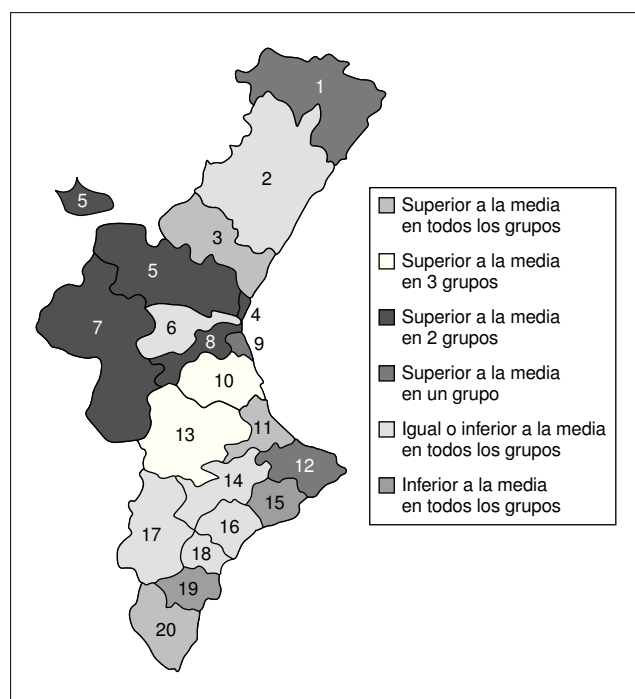 1
2
5
3
5
4
7
6
8
9
10
11
13
12
14
15
16
17
18
19
20
Superior a la media
en todos los grupos
Superior a la media
en 3 grupos
Superior a la media
en 2 grupos
Superior a la media
en un grupo
Igual o inferior a la media
en todos los grupos
Inferior a la media
en todos los grupos